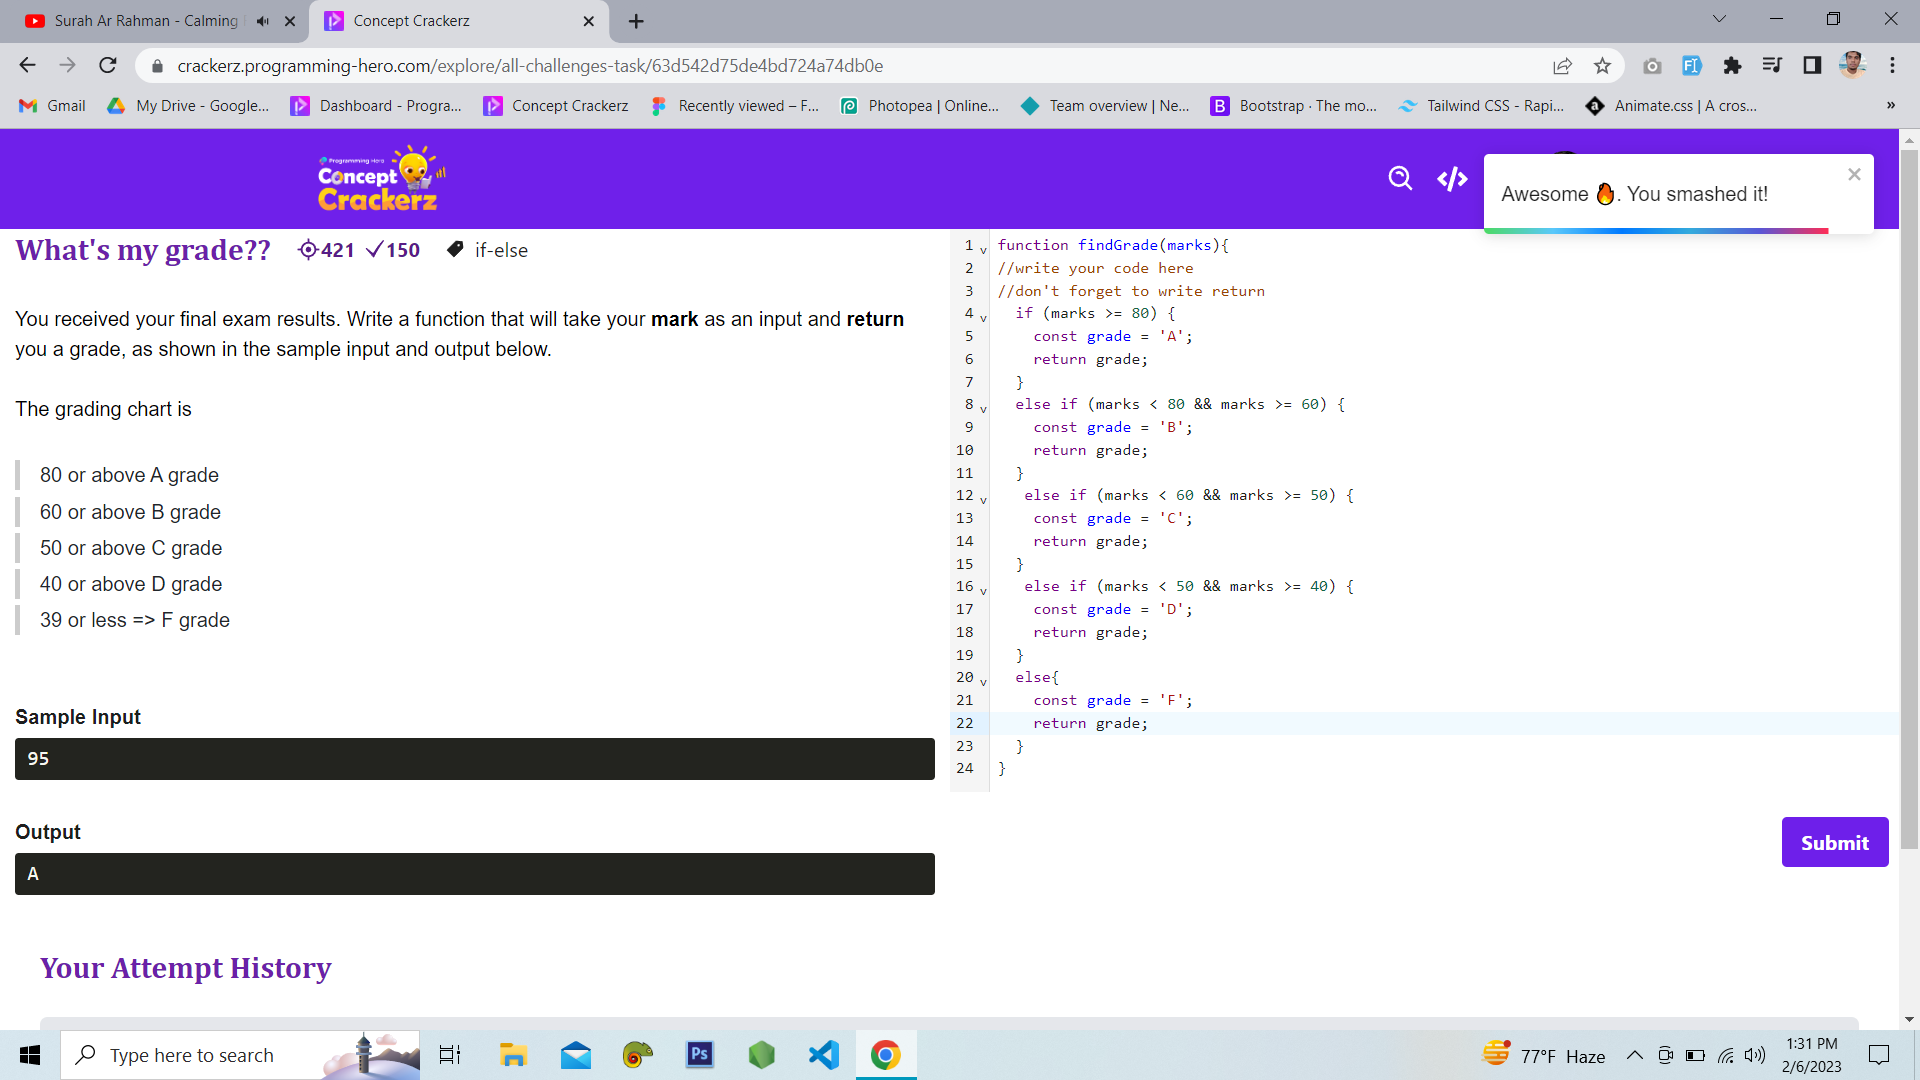 Surah Ar Rahman - Calming
Concept Crackerz
crackerz.programming-hero.com/explore/all-challenges-task/63d542d75de4bd724a74db0e
Gmail
My Drive - Google...
Dashboard - Progra...
Concept Crackerz
Recently viewed – F...
Photopea | Online...
Team overview | Ne...
B
Bootstrap · The mo...
Tailwind CSS - Rapi...
a
Animate.css | A cros...
»
Programming Hero
Concept
Crackerz
</>
Awesome 🔥. You smashed it!
What's my grade?? 421 150 if-else
You received your final exam results. Write a function that will take your mark as an input and return
you a grade, as shown in the sample input and output below.
The grading chart is
80 or above A grade
60 or above B grade
50 or above C grade
40 or above D grade
39 or less => F grade
Sample Input
95
Output
A
Your Attempt History
1 function findGrade(marks){
2 //write your code here
3 //don't forget to write return
4 if (marks >= 80) {
5 const grade = 'A';
6 return grade;
7 }
8 else if (marks < 80 && marks >= 60) {
9 const grade = 'B';
10 return grade;
11 }
12 else if (marks < 60 && marks >= 50) {
13 const grade = 'C';
14 return grade;
15 }
16 else if (marks < 50 && marks >= 40) {
17 const grade = 'D';
18 return grade;
19 }
20 else{
21 const grade = 'F';
22 return grade;
23 }
24 }
Submit
Type here to search
Ps
77°F Haze
1:31 PM
2/6/2023